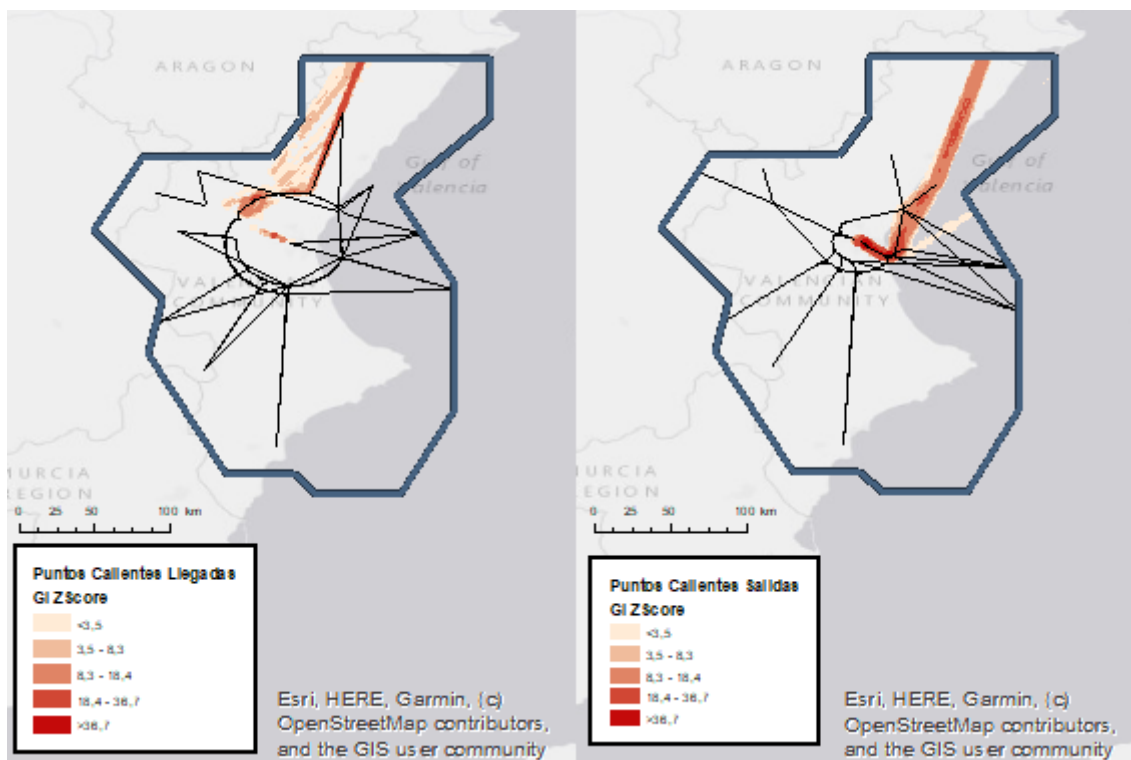 ARAGON
Gulf of
Valencia
VALENCIAN
COMMUNITY
MURCIA
REGION
0 25 50 100 km
Puntos Calientes Llegadas
GI ZScore
<3,5
3,5 - 8,3
8,3 - 18,4
18,4 - 36,7
>36,7
Esri, HERE, Garmin, (c)
OpenStreetMap contributors,
and the GIS user community
ARAGON
Gulf of
Valencia
VALENCIAN
COMMUNITY
MURCIA
REGION
0 25 50 100 km
Puntos Calientes Salidas
GI ZScore
<3,5
3,5 - 8,3
8,3 - 18,4
18,4 - 36,7
>36,7
Esri, HERE, Garmin, (c)
OpenStreetMap contributors,
and the GIS user community